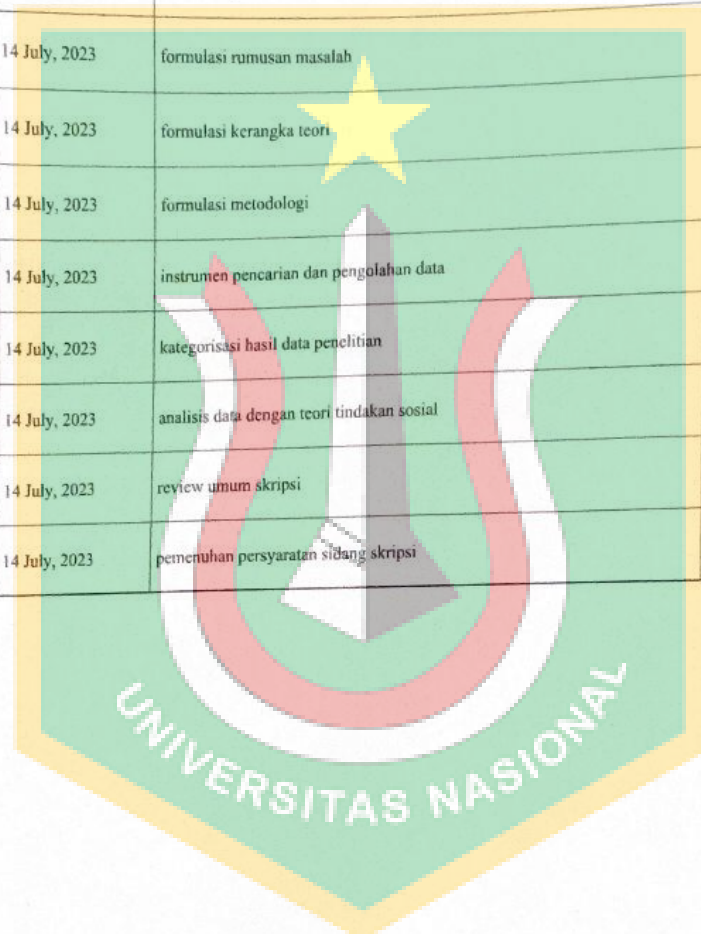 14 July, 2023 formulasi rumusan masalah
14 July, 2023 formulasi kerangka teori
14 July, 2023 formulasi metodologi
14 July, 2023 instrumen pencarian dan pengolahan data
14 July, 2023 kategorisasi hasil data penelitian
14 July, 2023 analisis data dengan teori tindakan sosial
14 July, 2023 review umum skripsi
14 July, 2023 pemenuhan persyaratan sidang skripsi
UNIVERSITAS NASIONAL